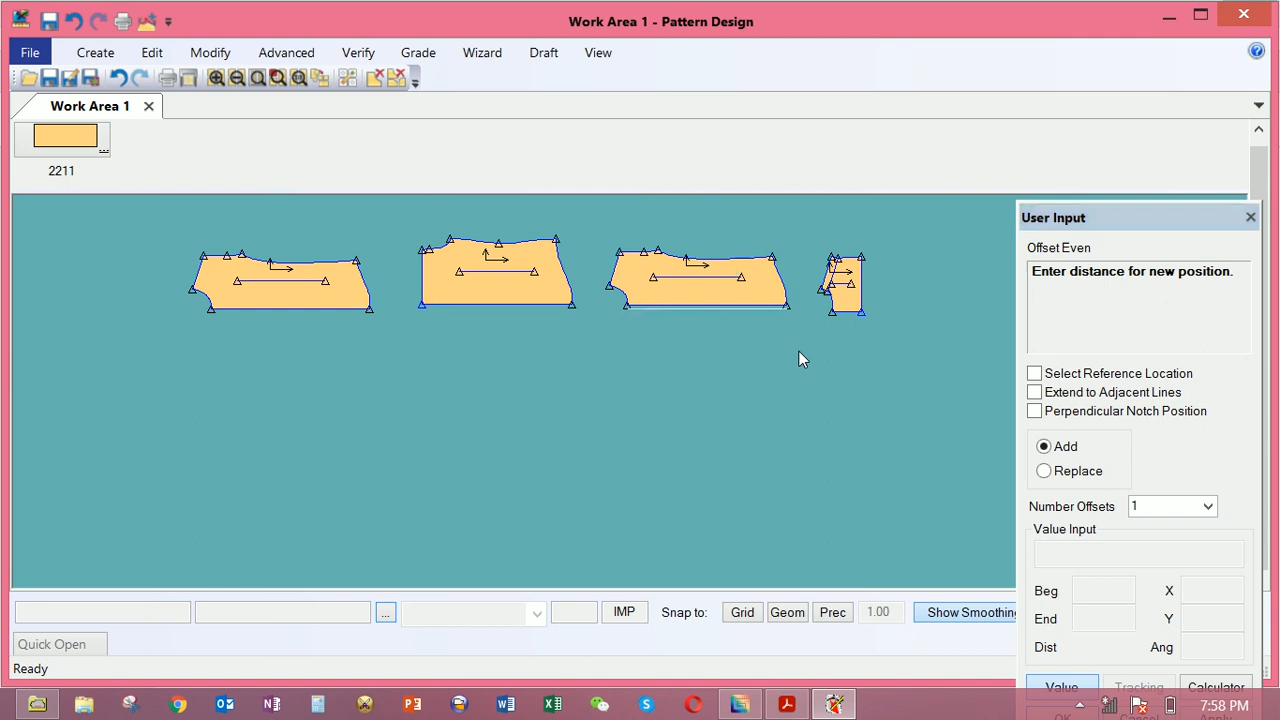 Work Area 1 - Pattern Design
File Create Edit Modify Advanced Verify Grade Wizard Draft View
Work Area 1
...
2211
User Input
Offset Even
Enter distance for new position.
Select Reference Location
Extend to Adjacent Lines
Perpendicular Notch Position
Add
Replace
Number Offsets 1
Value Input
Beg X
End Y
Dist Ang
Value Tracking Calculator
... IMP Snap to: Grid Geom Prec 1.00 Show Smoothing
Quick Open
Ready
7:58 PM